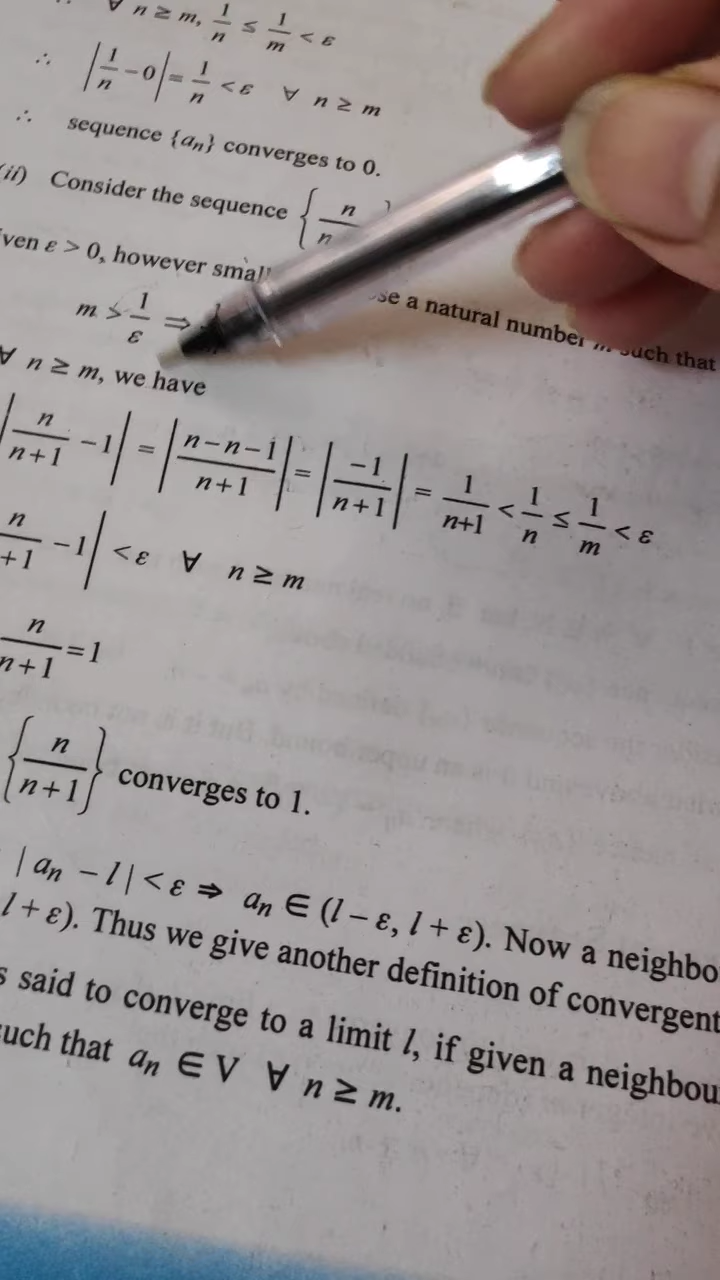 ∀ n ≥ m, 1/n ≤ 1/m < ε
∴ |1/n − 0| = 1/n < ε ∀ n ≥ m
∴ sequence {aₙ} converges to 0.
(ii) Consider the sequence { n/n
ven ε > 0, however small a natural number such that
m > 1/ε ⇒
∀ n ≥ m, we have
|n/(n+1) − 1| = |(n−n−1)/(n+1)| = |−1/(n+1)| = 1/(n+1) < 1/n ≤ 1/m < ε
n/+1 − 1| < ε ∀ n ≥ m
n/(n+1) = 1
{n/(n+1)} converges to 1.
|aₙ − l| < ε ⇒ aₙ ∈ (l − ε, l + ε). Now a neighbo
l + ε). Thus we give another definition of convergent
s said to converge to a limit l, if given a neighbou
uch that aₙ ∈ V ∀ n ≥ m.